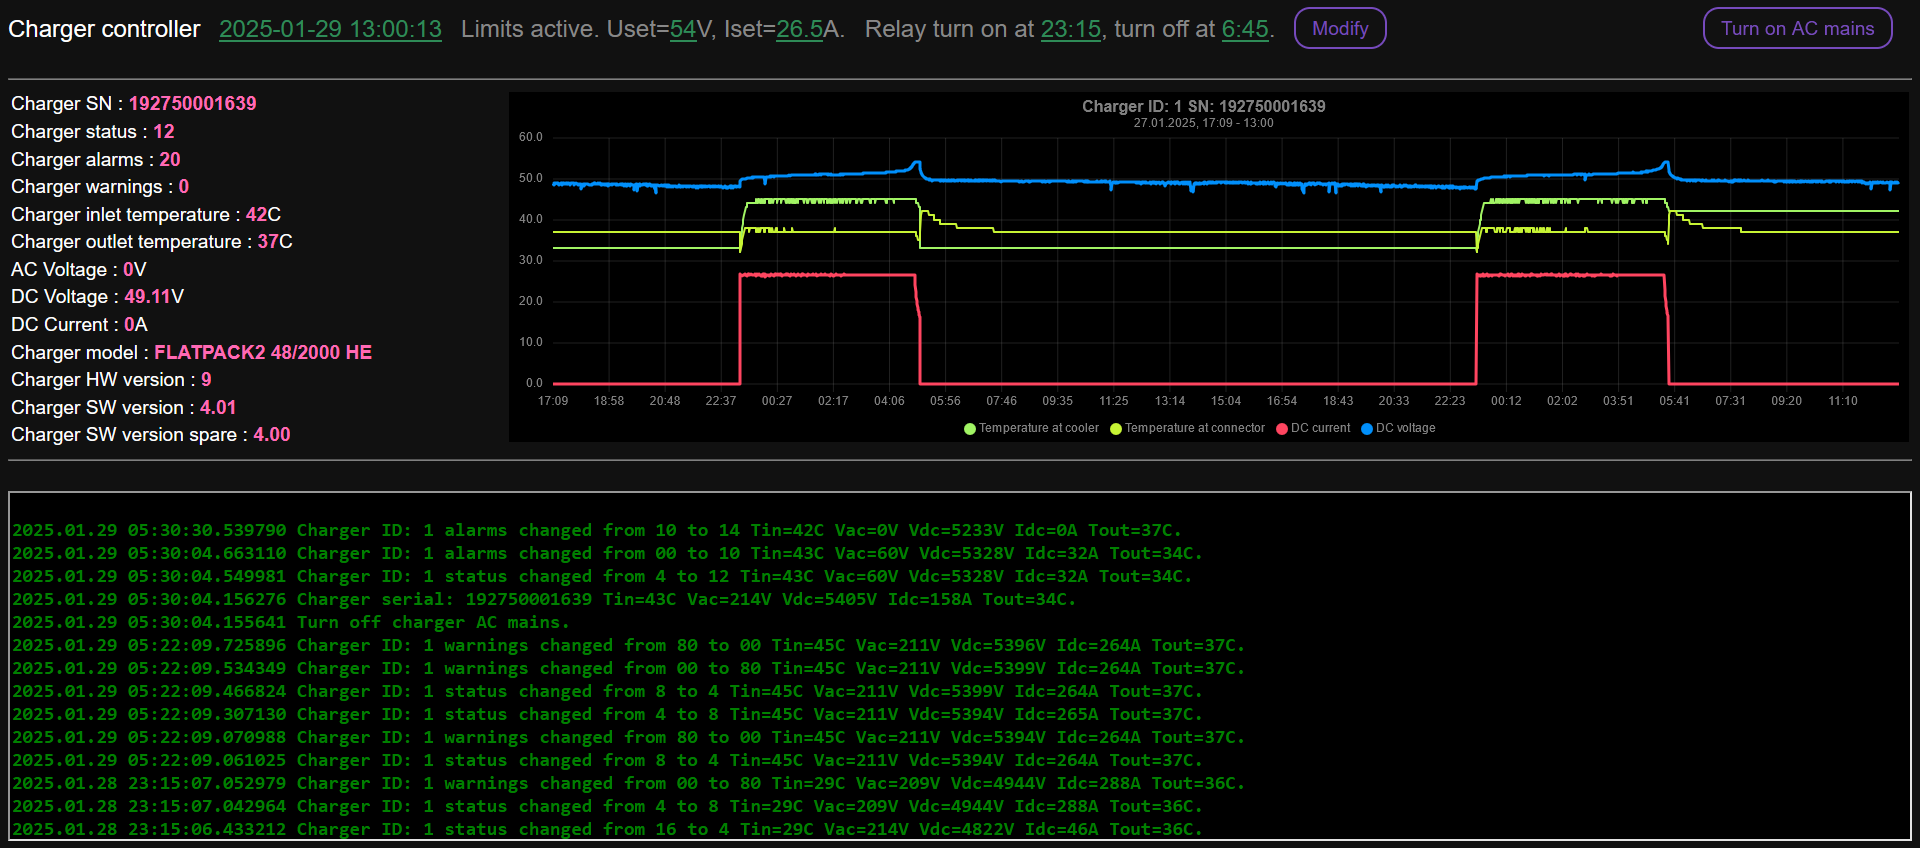 Charger controller 2025-01-29 13:00:13 Limits active. Uset=54V, Iset=26.5A. Relay turn on at 23:15, turn off at 6:45. Modify Turn on AC mains
Charger SN : 192750001639
Charger status : 12
Charger alarms : 20
Charger warnings : 0
Charger inlet temperature : 42C
Charger outlet temperature : 37C
AC Voltage : 0V
DC Voltage : 49.11V
DC Current : 0A
Charger model : FLATPACK2 48/2000 HE
Charger HW version : 9
Charger SW version : 4.01
Charger SW version spare : 4.00
Charger ID: 1 SN: 192750001639
27.01.2025, 17:09 - 13:00
60.0
50.0
40.0
30.0
20.0
10.0
0.0
17:09 18:58 20:48 22:37 00:27 02:17 04:06 05:56 07:46 09:35 11:25 13:14 15:04 16:54 18:43 20:33 22:23 00:12 02:02 03:51 05:41 07:31 09:20 11:10
Temperature at cooler Temperature at connector DC current DC voltage
2025.01.29 05:30:30.539790 Charger ID: 1 alarms changed from 10 to 14 Tin=42C Vac=0V Vdc=5233V Idc=0A Tout=37C.
2025.01.29 05:30:04.663110 Charger ID: 1 alarms changed from 00 to 10 Tin=43C Vac=60V Vdc=5328V Idc=32A Tout=34C.
2025.01.29 05:30:04.549981 Charger ID: 1 status changed from 4 to 12 Tin=43C Vac=60V Vdc=5328V Idc=32A Tout=34C.
2025.01.29 05:30:04.156276 Charger serial: 192750001639 Tin=43C Vac=214V Vdc=5405V Idc=158A Tout=34C.
2025.01.29 05:30:04.155641 Turn off charger AC mains.
2025.01.29 05:22:09.725896 Charger ID: 1 warnings changed from 80 to 00 Tin=45C Vac=211V Vdc=5396V Idc=264A Tout=37C.
2025.01.29 05:22:09.534349 Charger ID: 1 warnings changed from 00 to 80 Tin=45C Vac=211V Vdc=5399V Idc=264A Tout=37C.
2025.01.29 05:22:09.466824 Charger ID: 1 status changed from 8 to 4 Tin=45C Vac=211V Vdc=5399V Idc=264A Tout=37C.
2025.01.29 05:22:09.307130 Charger ID: 1 status changed from 4 to 8 Tin=45C Vac=211V Vdc=5394V Idc=265A Tout=37C.
2025.01.29 05:22:09.070988 Charger ID: 1 warnings changed from 80 to 00 Tin=45C Vac=211V Vdc=5394V Idc=264A Tout=37C.
2025.01.29 05:22:09.061025 Charger ID: 1 status changed from 8 to 4 Tin=45C Vac=211V Vdc=5394V Idc=264A Tout=37C.
2025.01.28 23:15:07.052979 Charger ID: 1 warnings changed from 00 to 80 Tin=29C Vac=209V Vdc=4944V Idc=288A Tout=36C.
2025.01.28 23:15:07.042964 Charger ID: 1 status changed from 4 to 8 Tin=29C Vac=209V Vdc=4944V Idc=288A Tout=36C.
2025.01.28 23:15:06.433212 Charger ID: 1 status changed from 16 to 4 Tin=29C Vac=214V Vdc=4822V Idc=46A Tout=36C.